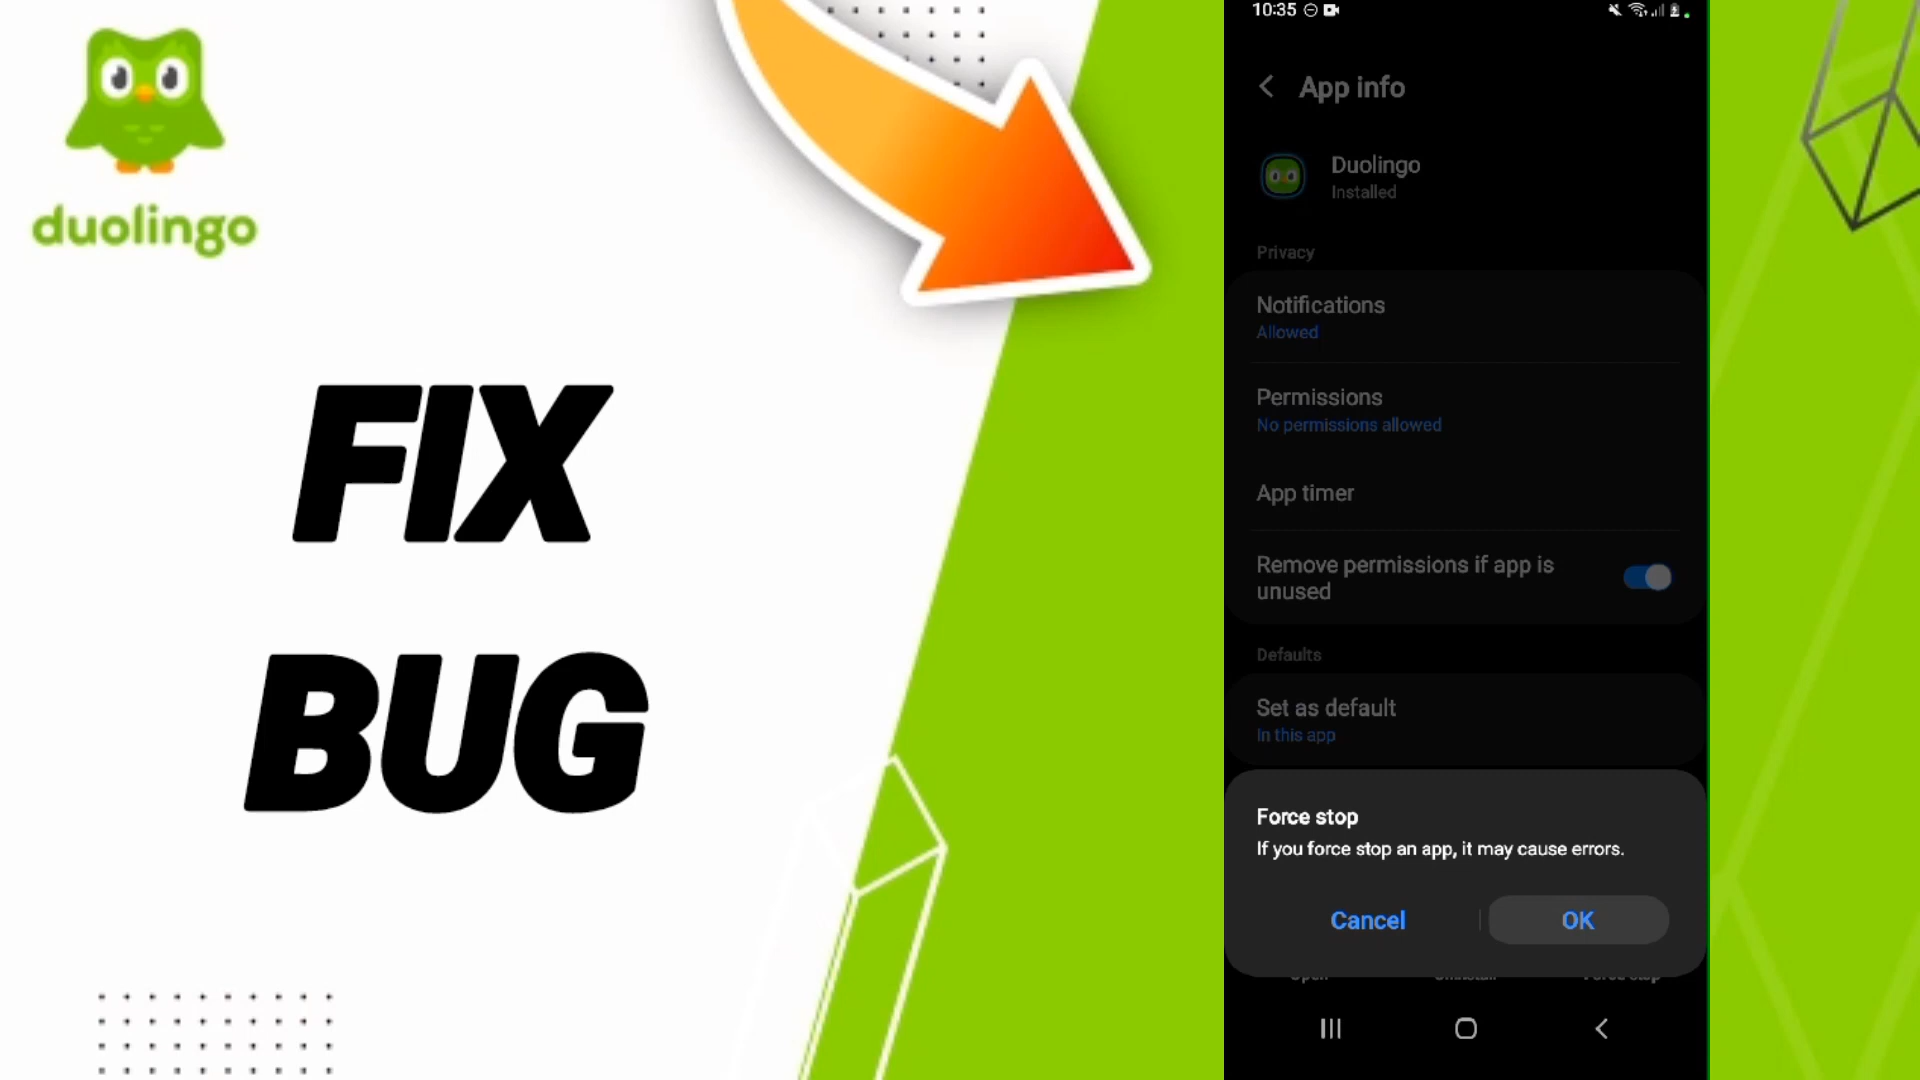 duolingo
FIX
BUG
10:35
App info
Duolingo
Installed
Privacy
Notifications
Allowed
Permissions
No permissions allowed
App timer
Remove permissions if app is
unused
Defaults
Set as default
In this app
Force stop
If you force stop an app, it may cause errors.
Cancel
OK